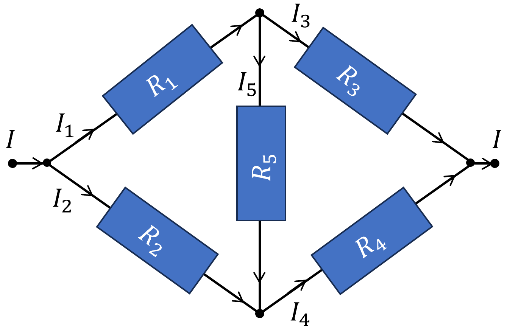 I₃
R₁
R₃
I₅
I₁
I
I
R₅
I₂
R₂
R₄
I₄